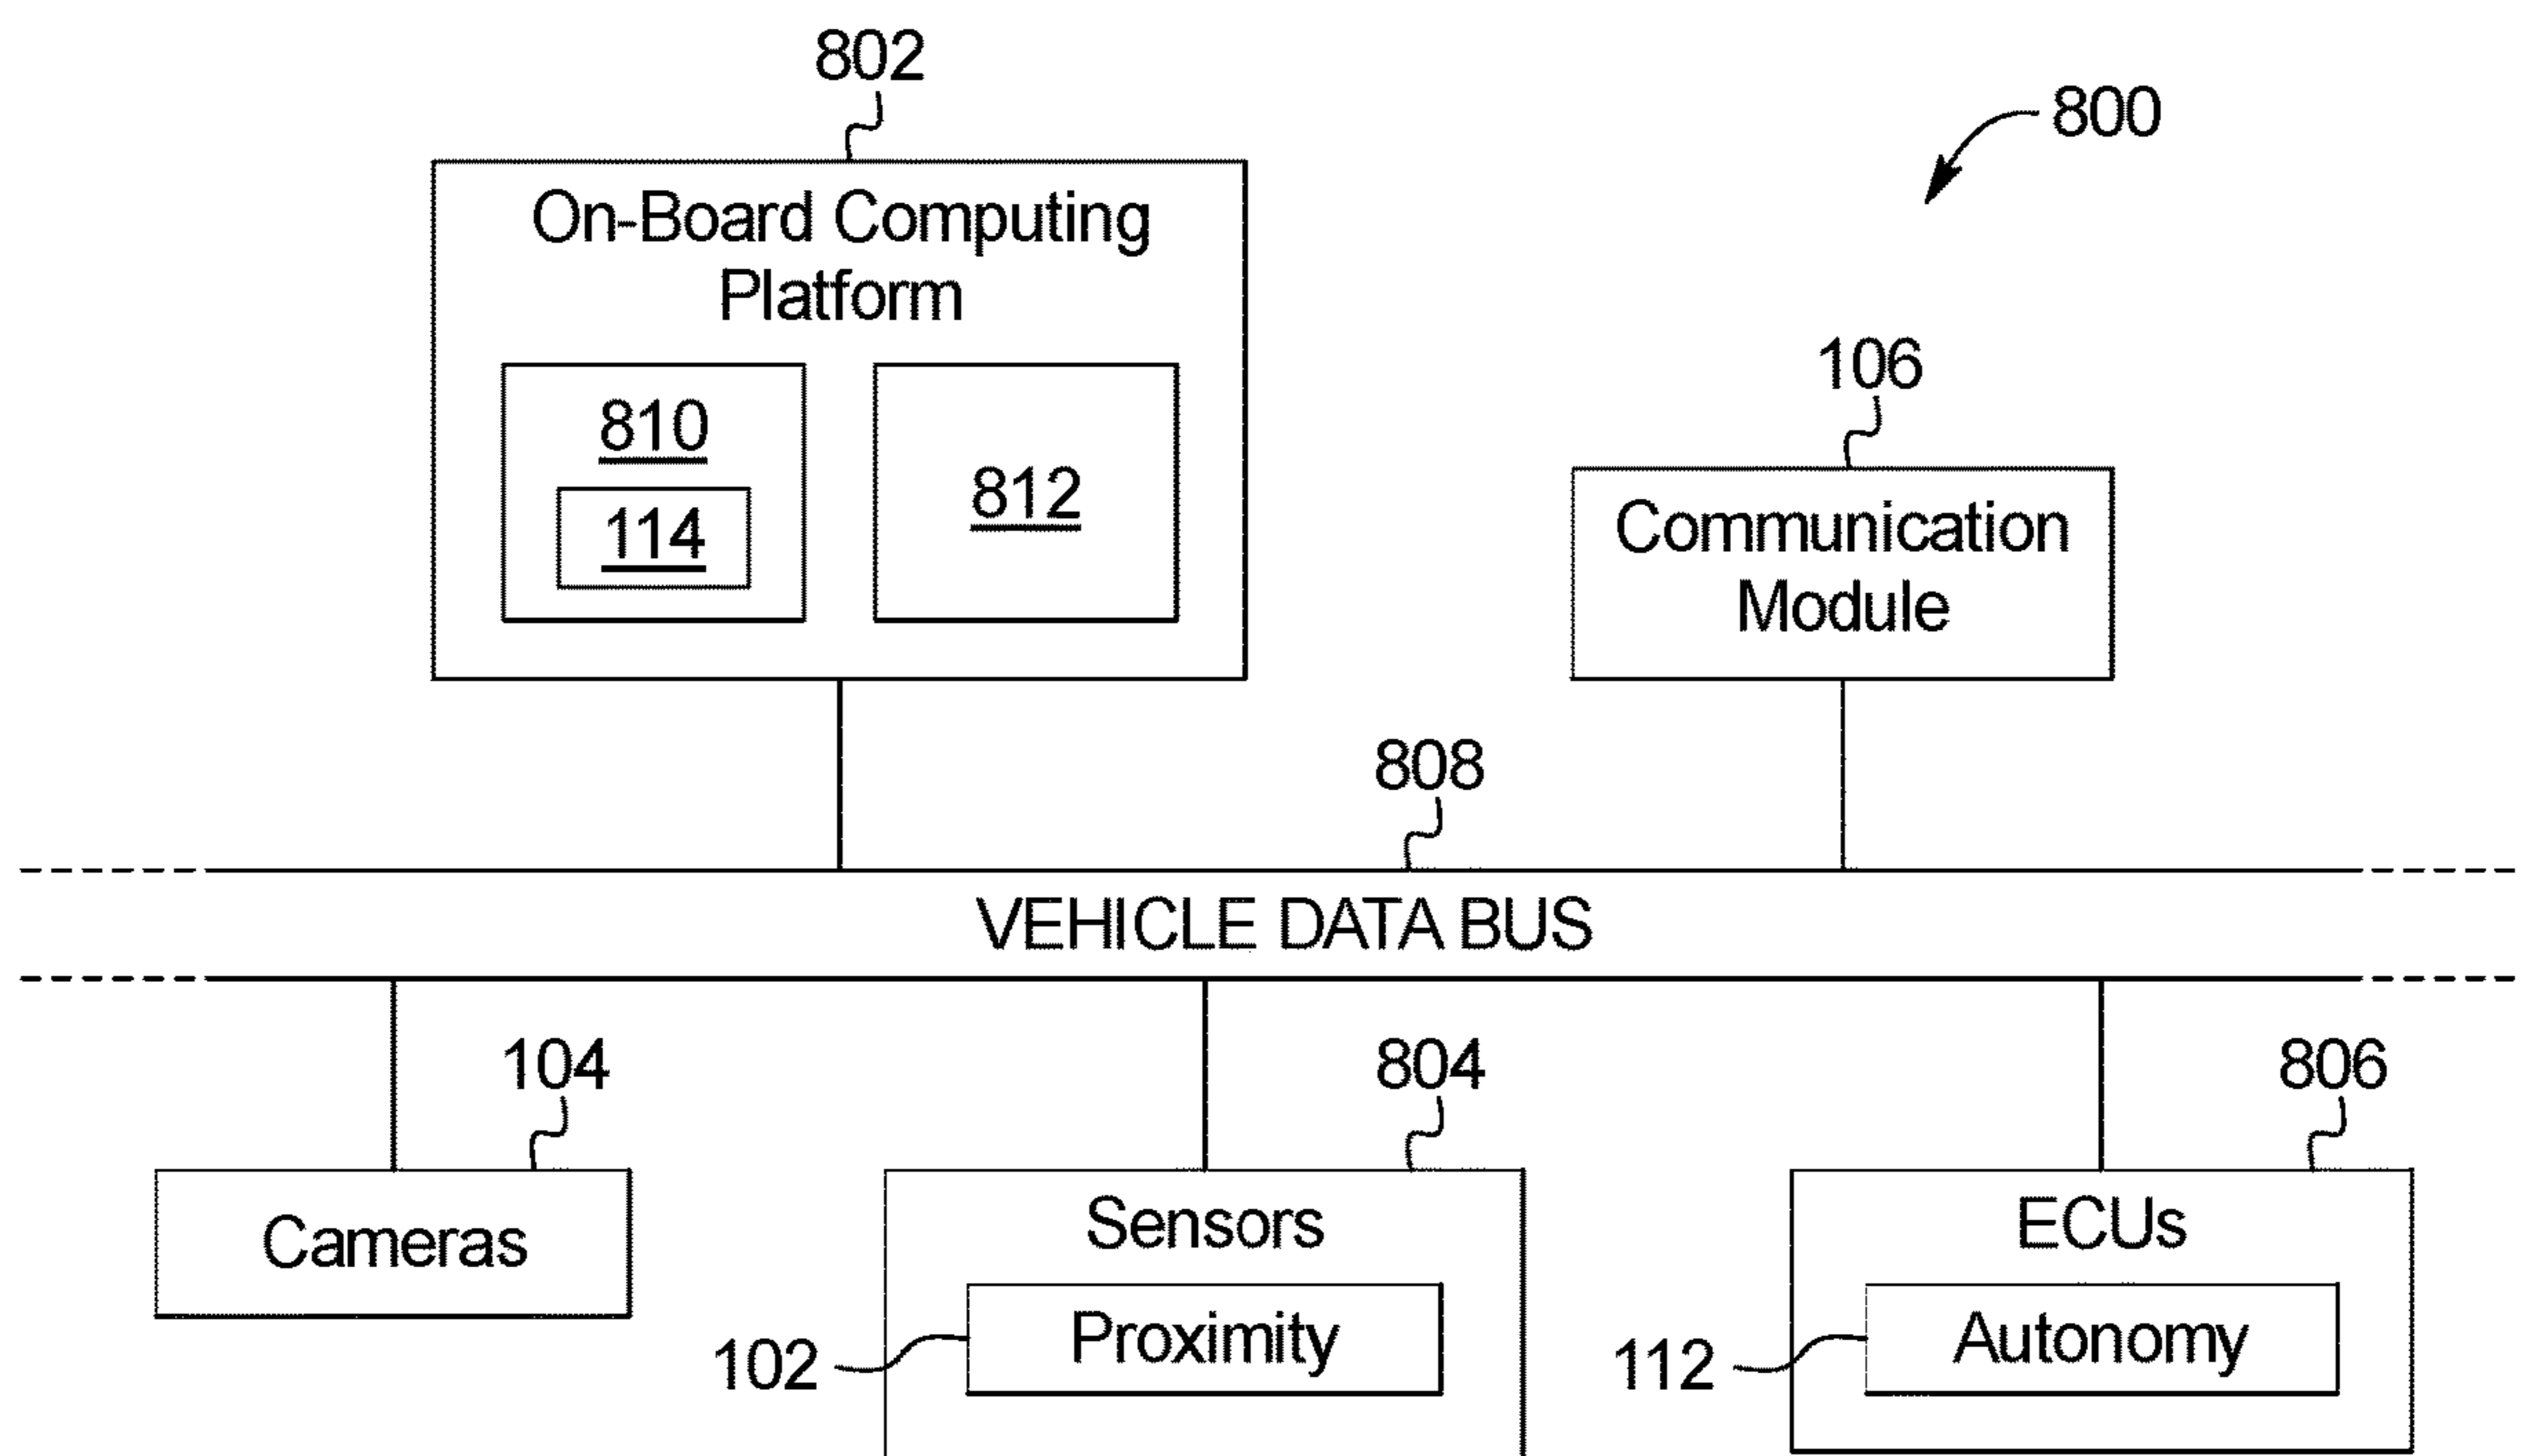 802
800
On-Board Computing
Platform
810
114
812
106
Communication
Module
808
VEHICLE DATA BUS
104
804
806
Cameras
Sensors
Proximity
102
ECUs
Autonomy
112